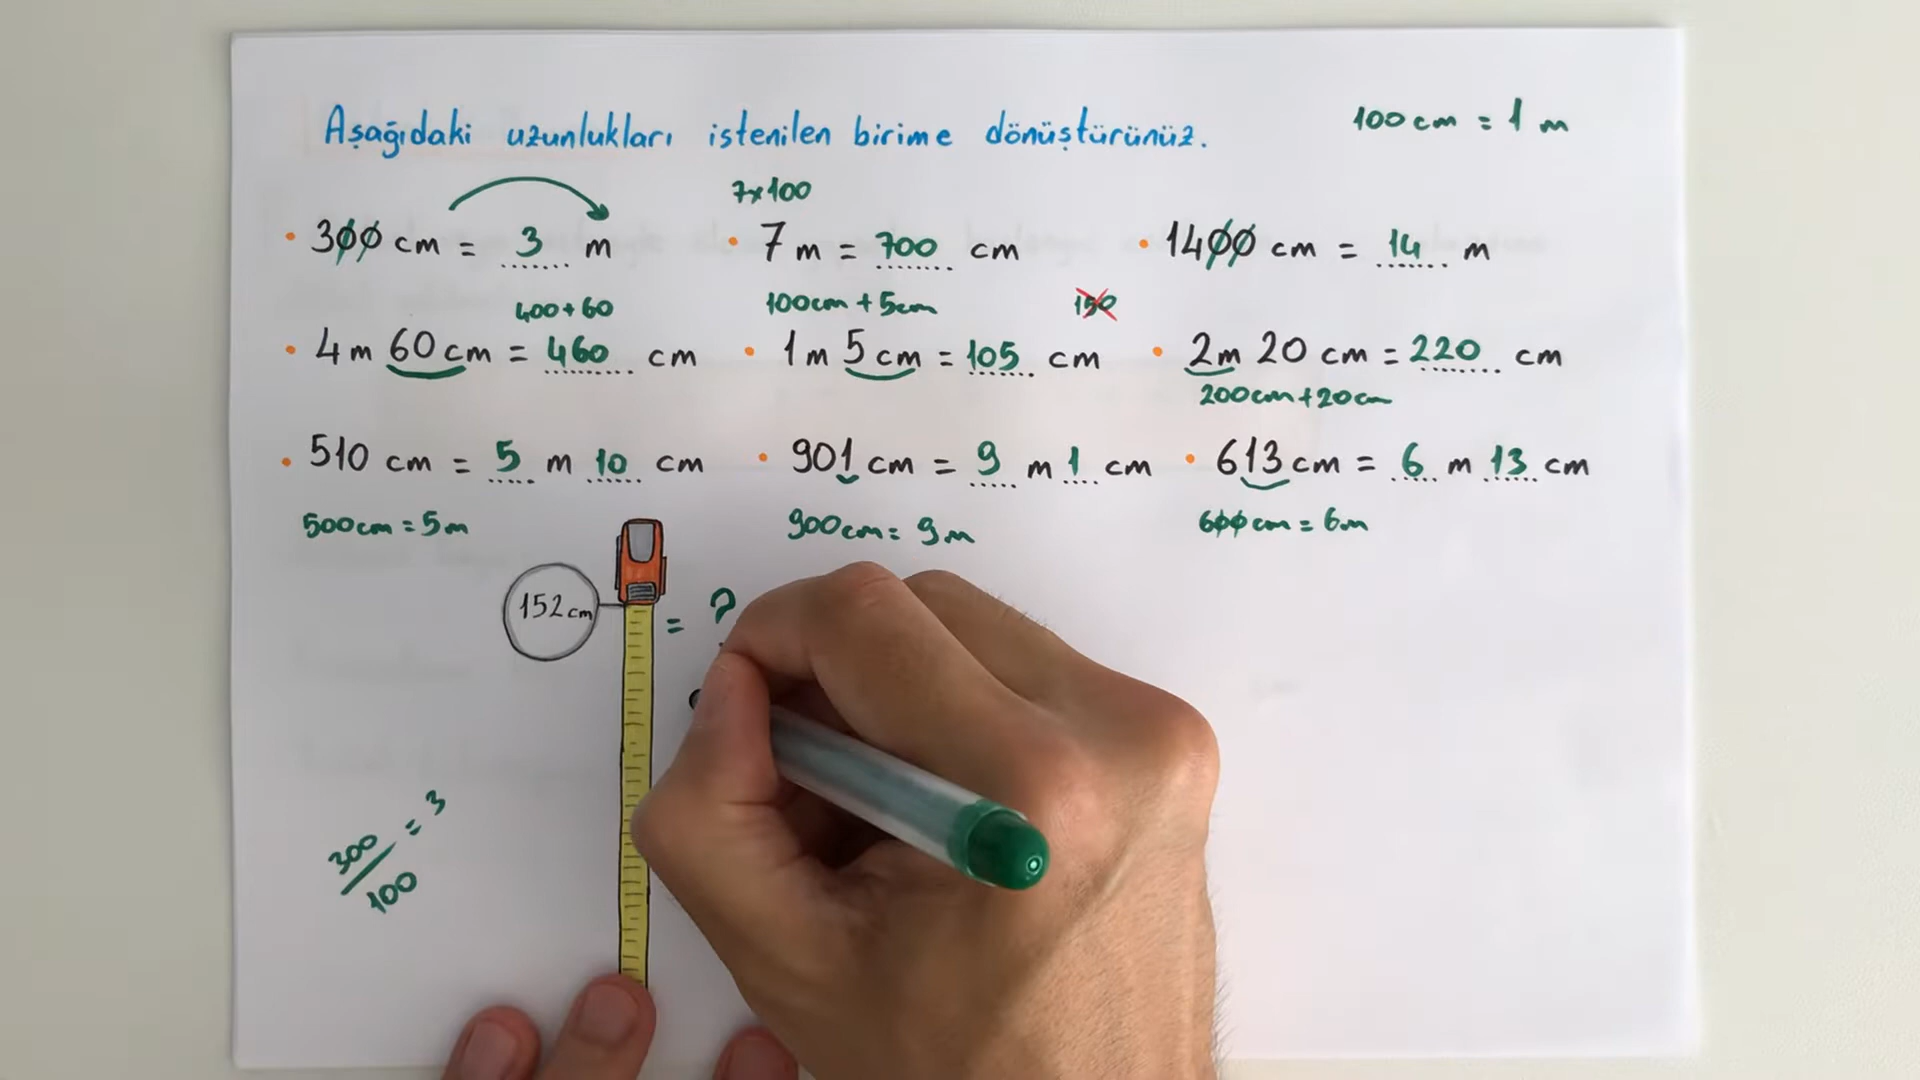 Aşağıdaki uzunlukları istenilen birime dönüştürünüz.
100 cm = 1 m
7x100
• 300 cm = 3 m
• 7 m = 700 cm
• 1400 cm = 14 m
400+60
100cm + 5cm
150
• 4 m 60 cm = 460 cm
• 1 m 5 cm = 105 cm
• 2m 20 cm = 220 cm
200cm+20cm
• 510 cm = 5 m 10 cm
• 901 cm = 9 m 1 cm
• 613 cm = 6 m 13 cm
500cm = 5m
900cm = 9m
600cm = 6m
152 cm
= ?
300/100 = 3